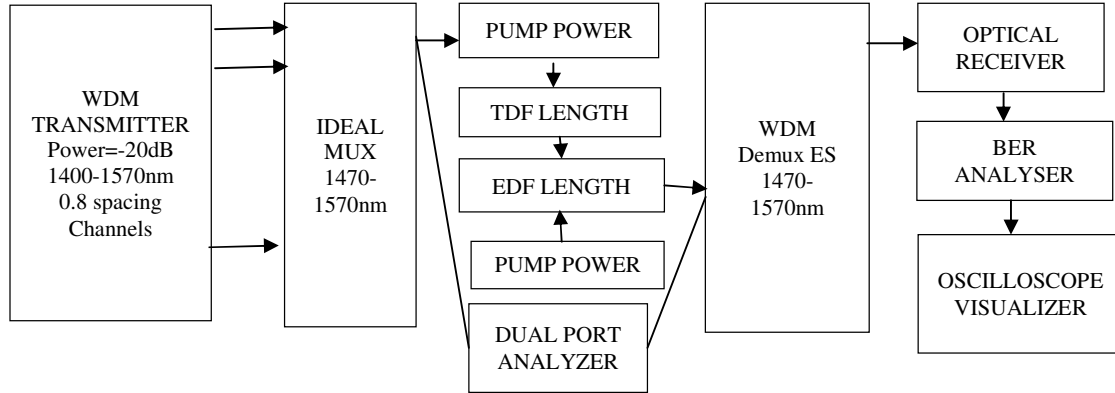 WDM
TRANSMITTER
Power=-20dB
1400-1570nm
0.8 spacing
Channels
IDEAL
MUX
1470-
1570nm
PUMP POWER
TDF LENGTH
EDF LENGTH
PUMP POWER
DUAL PORT
ANALYZER
WDM
Demux ES
1470-
1570nm
OPTICAL
RECEIVER
BER
ANALYSER
OSCILLOSCOPE
VISUALIZER